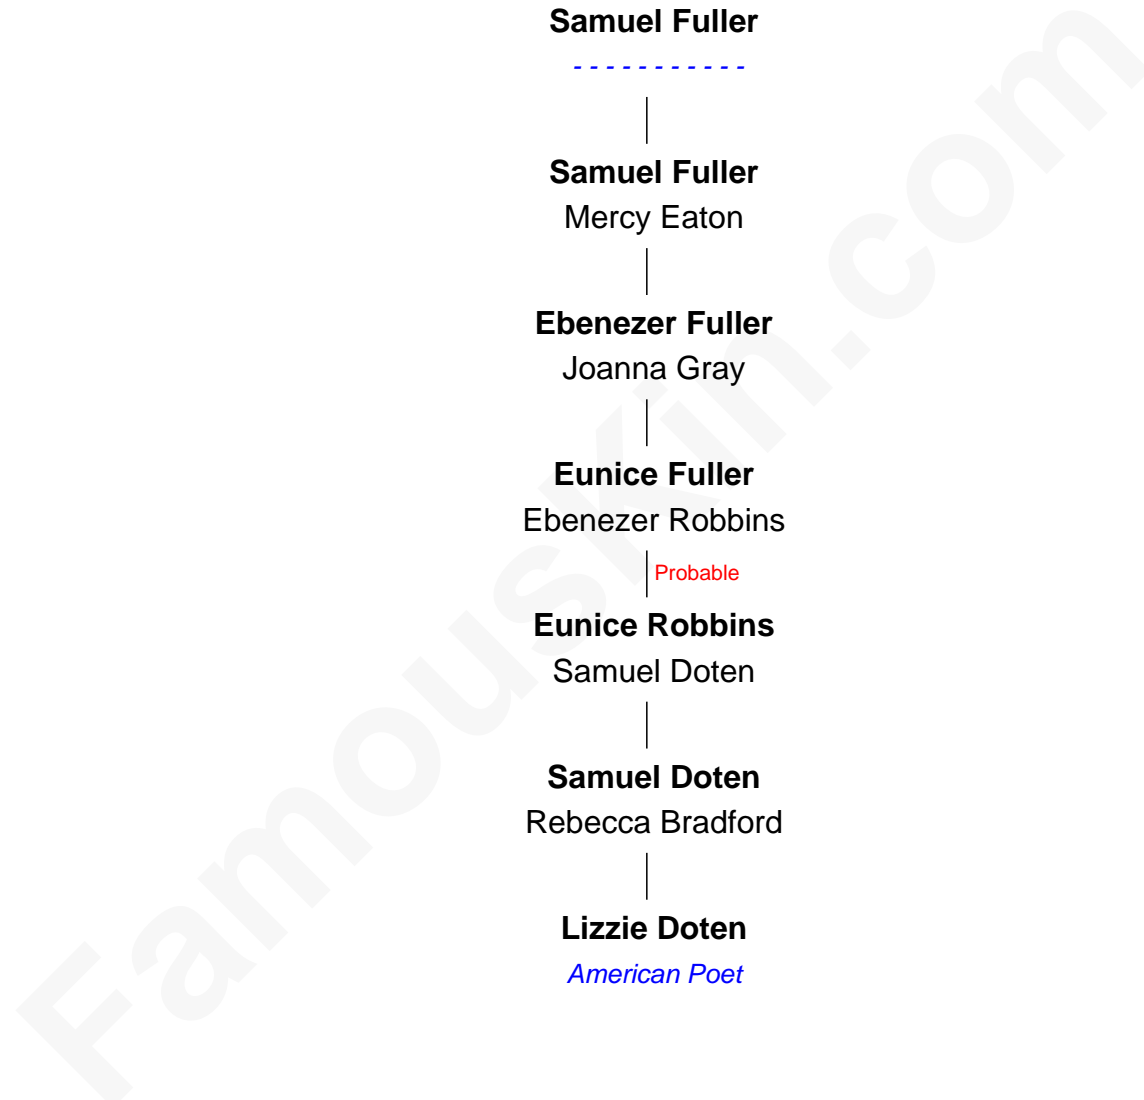 Samuel Fuller
- - - - - - - - - - -
Samuel Fuller
Mercy Eaton
Ebenezer Fuller
Joanna Gray
Eunice Fuller
Ebenezer Robbins
Probable
Eunice Robbins
Samuel Doten
Samuel Doten
Rebecca Bradford
Lizzie Doten
American Poet
FamousKin.com